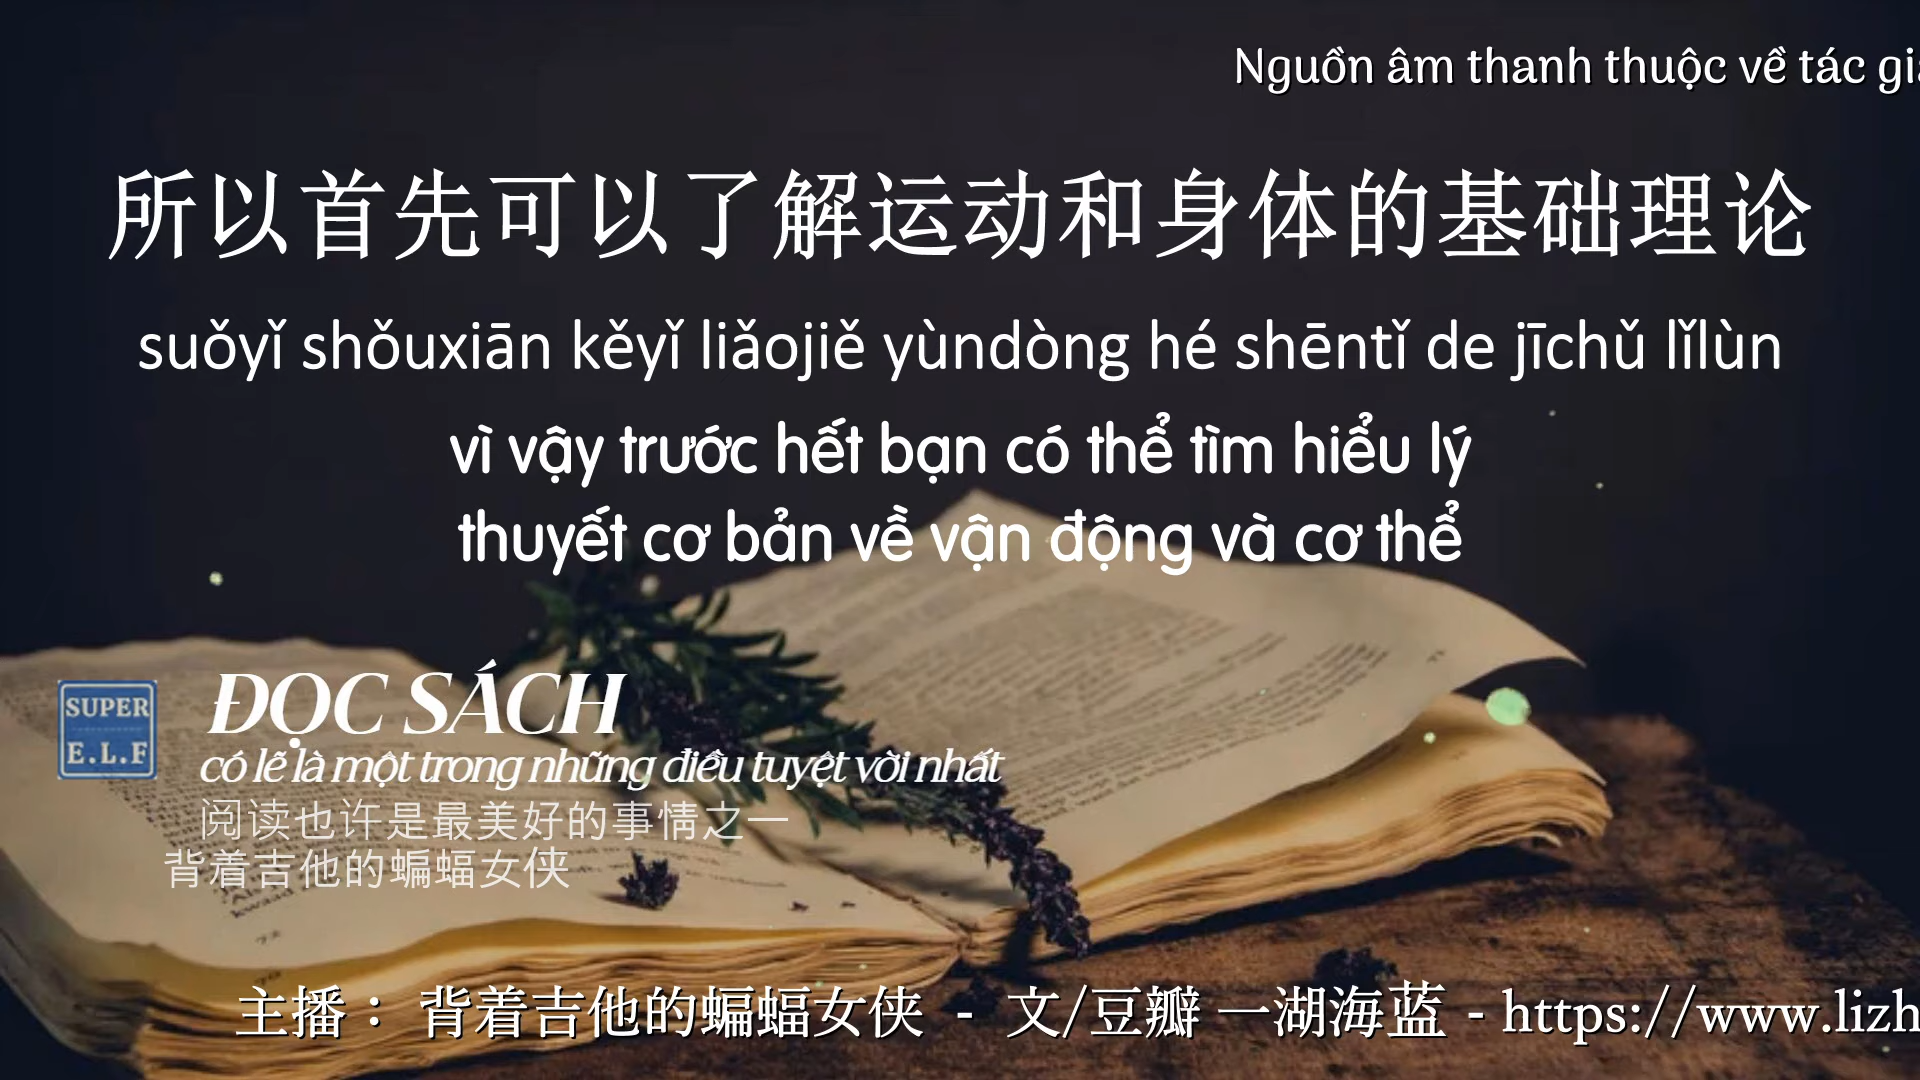 Nguồn âm thanh thuộc về tác giả
所以首先可以了解运动和身体的基础理论
suǒyǐ shǒuxiān kěyǐ liǎojiě yùndòng hé shēntǐ de jīchǔ lǐlùn
vì vậy trước hết bạn có thể tìm hiểu lý
thuyết cơ bản về vận động và cơ thể
SUPER
E.L.F
ĐỌC SÁCH
có lẽ là một trong những điều tuyệt vời nhất
阅读也许是最美好的事情之一
背着吉他的蝙蝠女侠
主播： 背着吉他的蝙蝠女侠 - 文/豆瓣 一湖海蓝 - https://www.lizh